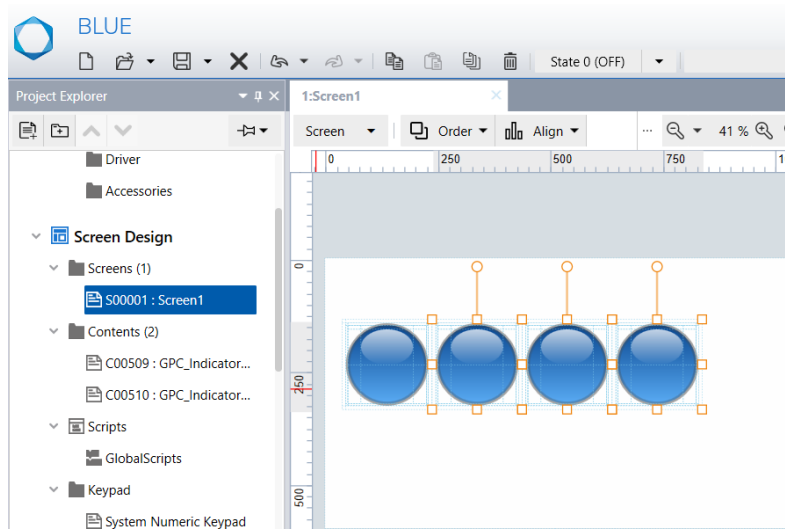 BLUE
State 0 (OFF)
Project Explorer
1:Screen1
Screen
Order
Align
...
41 %
Driver
Accessories
Screen Design
Screens (1)
S00001 : Screen1
Contents (2)
C00509 : GPC_Indicator...
C00510 : GPC_Indicator...
Scripts
GlobalScripts
Keypad
System Numeric Keypad
0
250
500
750
0
250
500